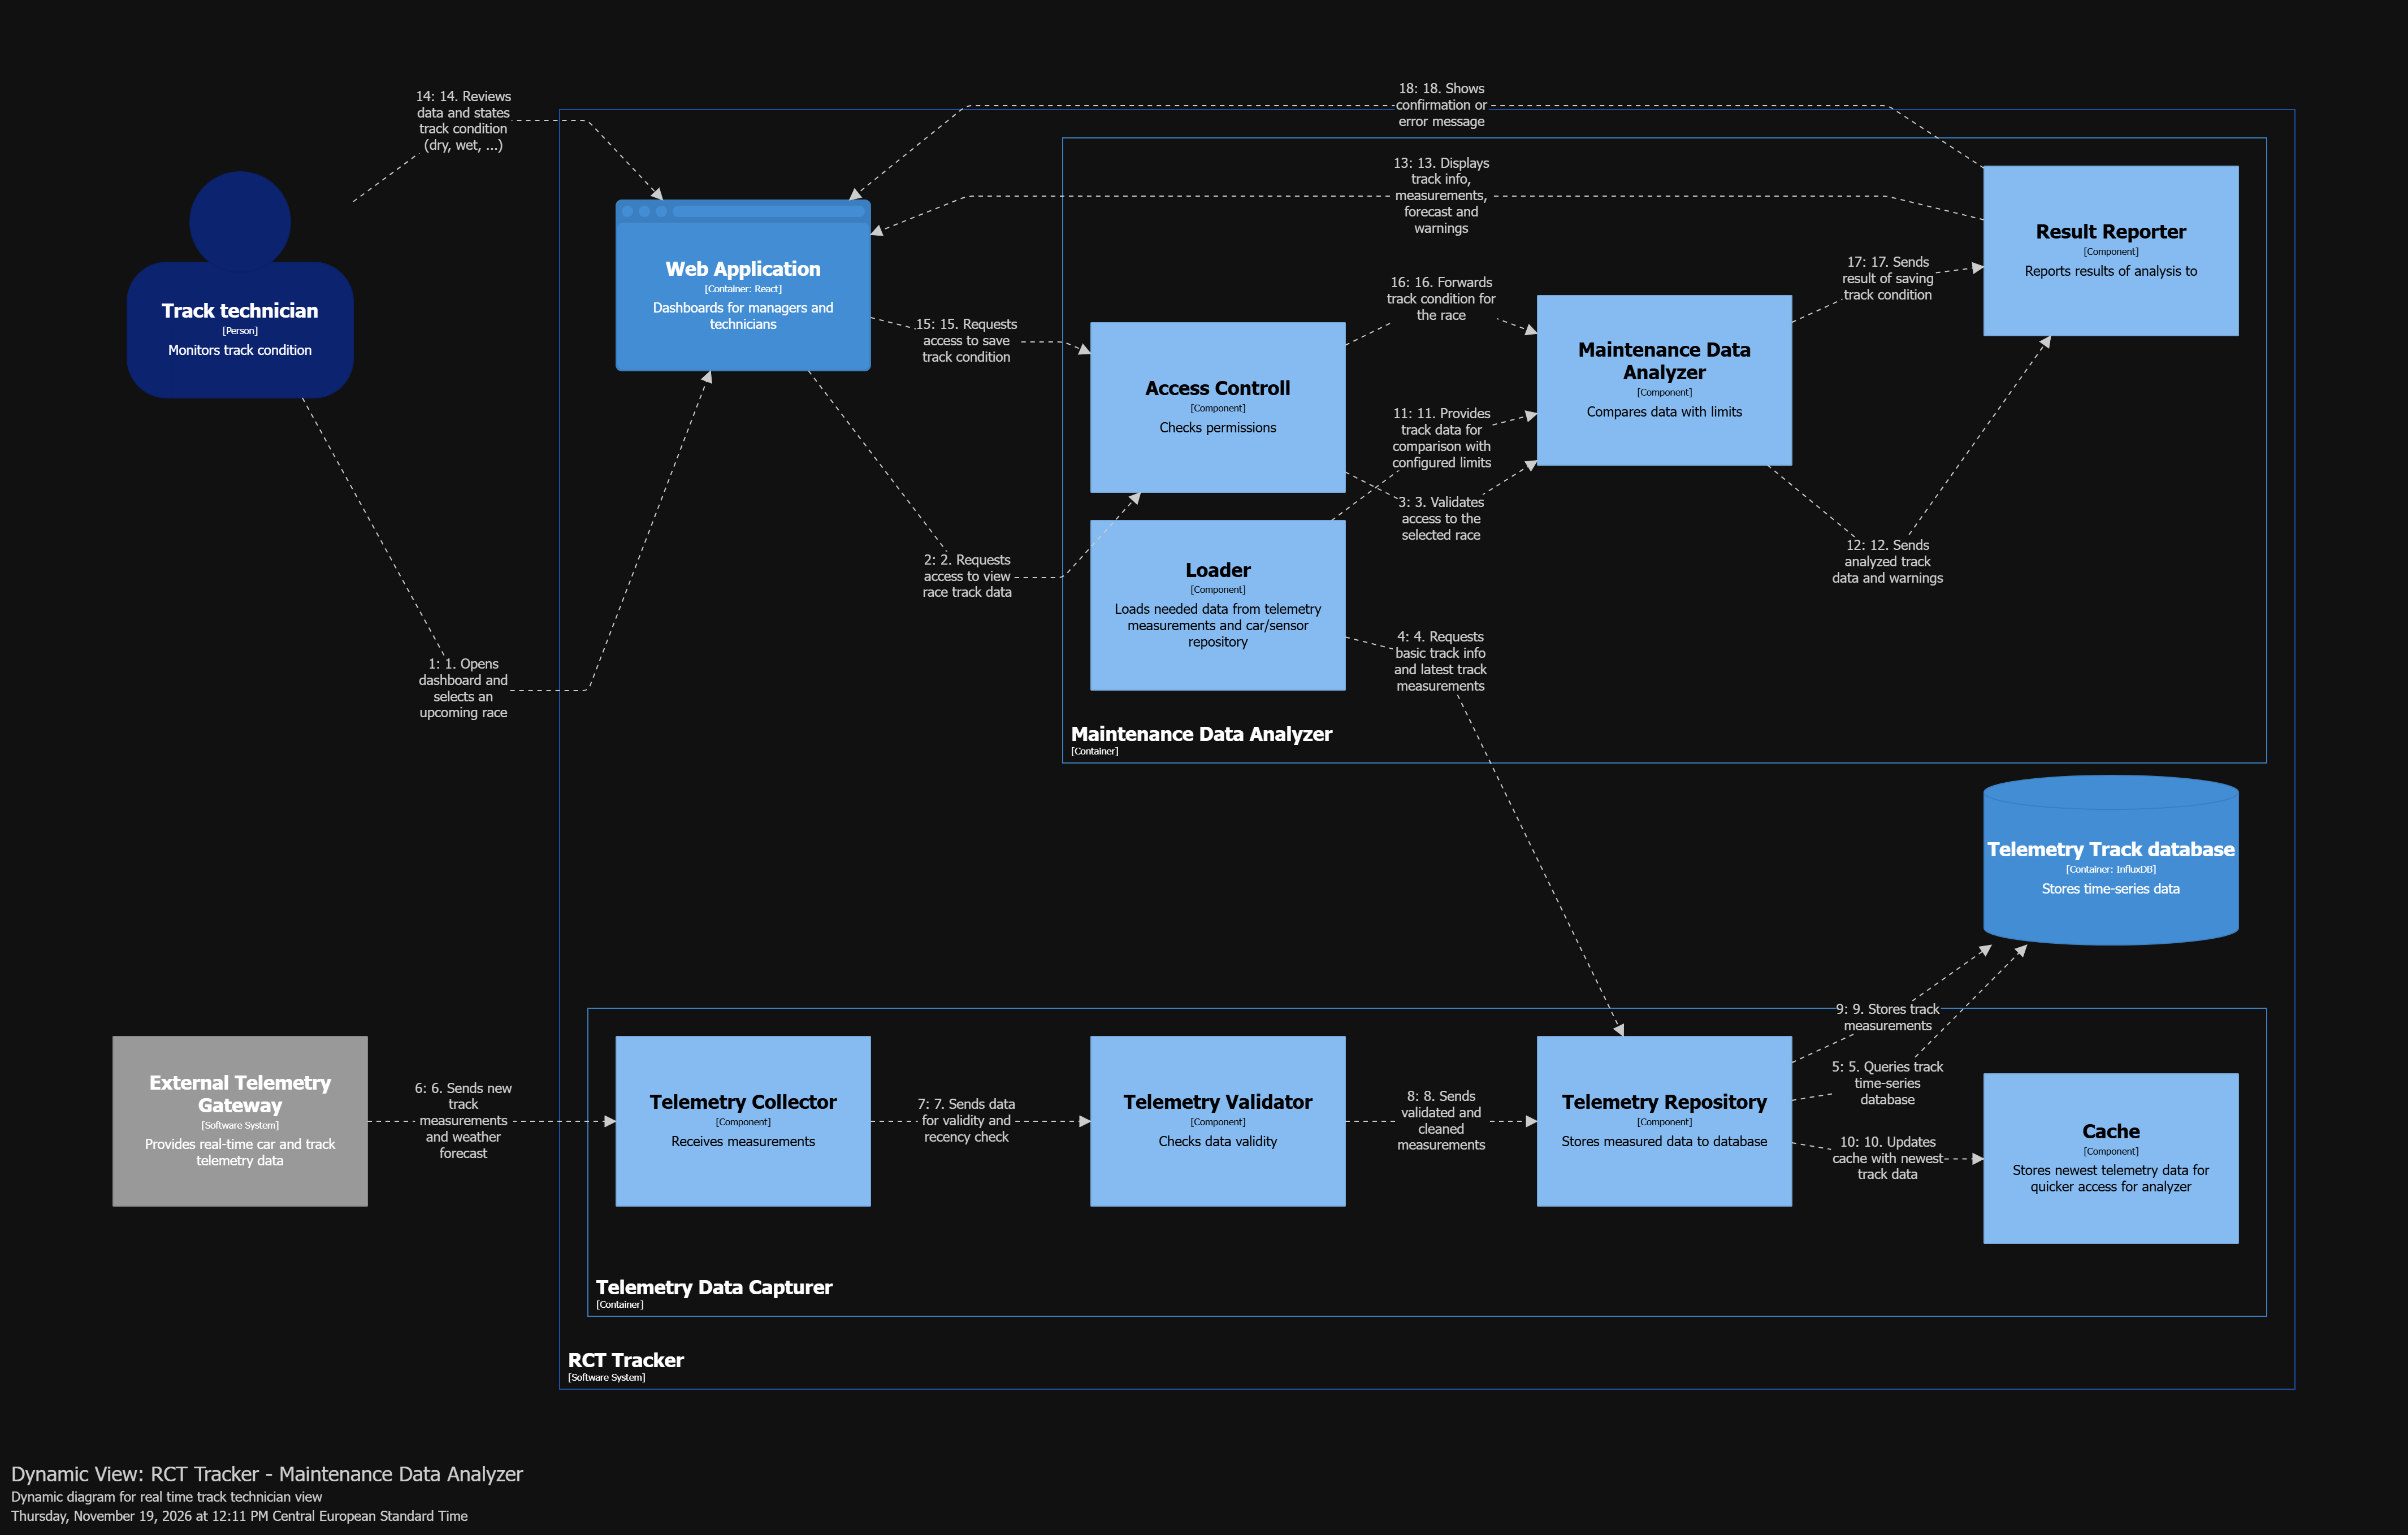 14: 14. Reviews
data and states
track condition
(dry, wet, ...)
18: 18. Shows
confirmation or
error message
13: 13. Displays
track info,
measurements,
forecast and
warnings
Track technician
[Person]
Monitors track condition
Web Application
[Container: React]
Dashboards for managers and
technicians
Result Reporter
[Component]
Reports results of analysis to
15: 15. Requests
access to save
track condition
16: 16. Forwards
track condition for
the race
17: 17. Sends
result of saving
track condition
Access Controll
[Component]
Checks permissions
Maintenance Data
Analyzer
[Component]
Compares data with limits
11: 11. Provides
track data for
comparison with
configured limits
3: 3. Validates
access to the
selected race
2: 2. Requests
access to view
race track data
Loader
[Component]
Loads needed data from telemetry
measurements and car/sensor
repository
12: 12. Sends
analyzed track
data and warnings
1: 1. Opens
dashboard and
selects an
upcoming race
4: 4. Requests
basic track info
and latest track
measurements
Maintenance Data Analyzer
[Container]
Telemetry Track database
[Container: InfluxDB]
Stores time-series data
External Telemetry
Gateway
[Software System]
Provides real-time car and track
telemetry data
6: 6. Sends new
track
measurements
and weather
forecast
Telemetry Collector
[Component]
Receives measurements
7: 7. Sends data
for validity and
recency check
Telemetry Validator
[Component]
Checks data validity
8: 8. Sends
validated and
cleaned
measurements
Telemetry Repository
[Component]
Stores measured data to database
9: 9. Stores track
measurements
5: 5. Queries track
time-series
database
10: 10. Updates
cache with newest
track data
Cache
[Component]
Stores newest telemetry data for
quicker access for analyzer
Telemetry Data Capturer
[Container]
RCT Tracker
[Software System]
Dynamic View: RCT Tracker - Maintenance Data Analyzer
Dynamic diagram for real time track technician view
Thursday, November 19, 2026 at 12:11 PM Central European Standard Time